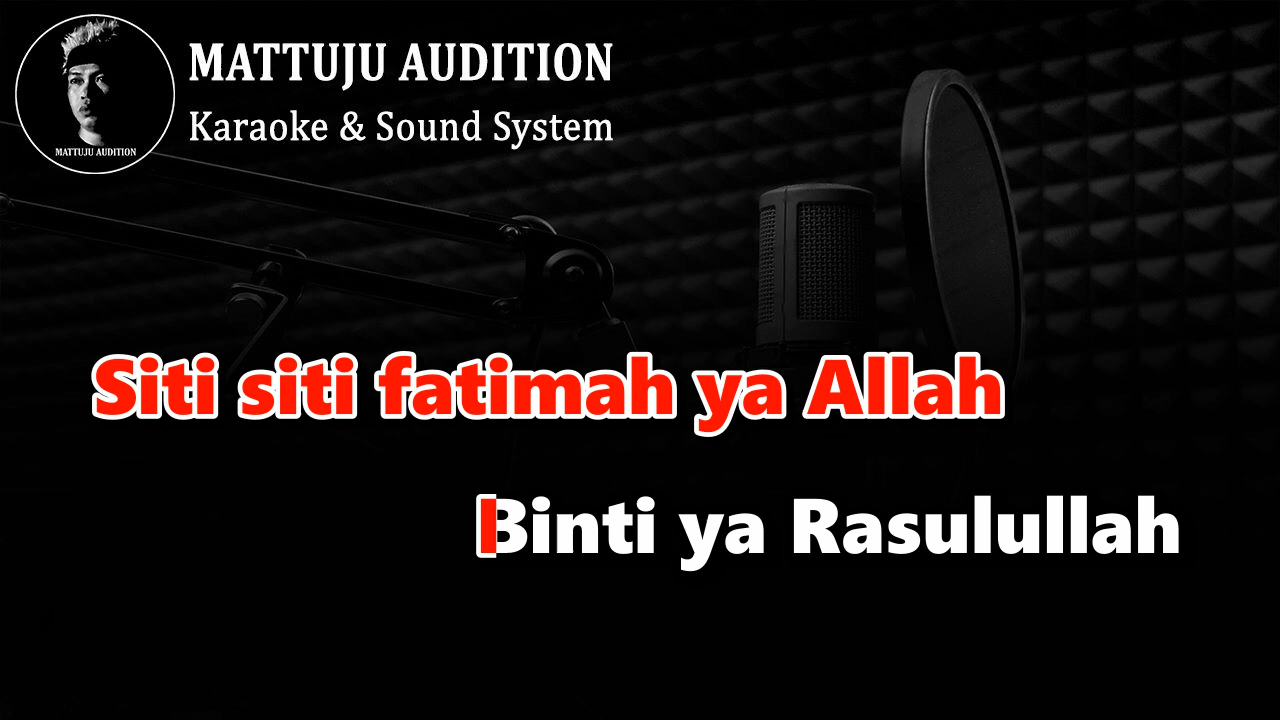 MATTUJU AUDITION
Karaoke & Sound System
MATTUJU AUDITION
Siti siti fatimah ya Allah
Binti ya Rasulullah